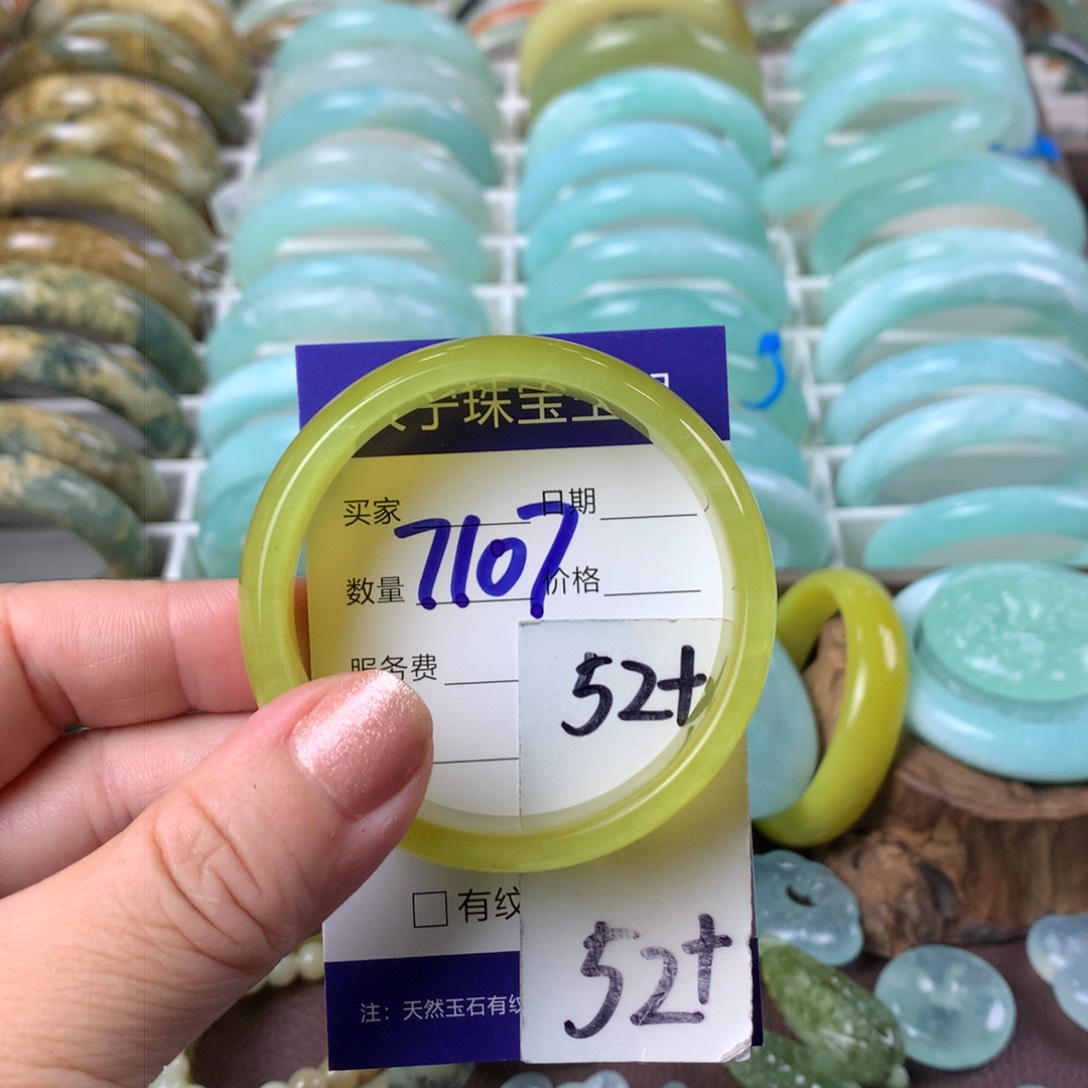 宁珠宝
买家 日期
7107
数量 价格
服务费
52+
有纹
52+
注：天然玉石有纹